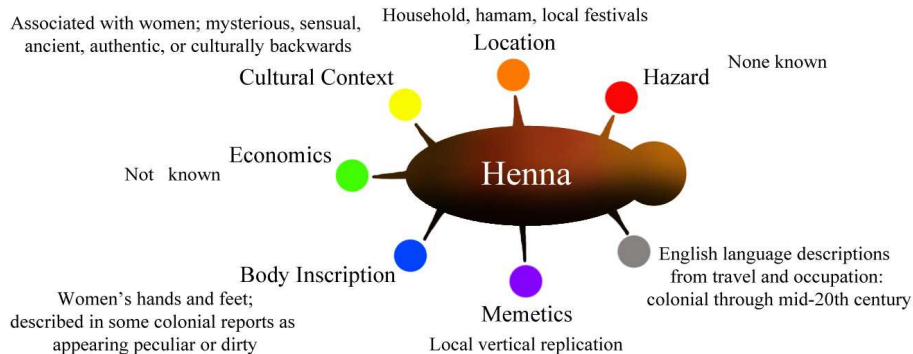 Associated with women; mysterious, sensual,
ancient, authentic, or culturally backwards
Cultural Context
Household, hamam, local festivals
Location
None known
Hazard
Not known
Economics
Henna
Body Inscription
Women's hands and feet;
described in some colonial reports as
appearing peculiar or dirty
Memetics
Local vertical replication
English language descriptions
from travel and occupation:
colonial through mid-20th century